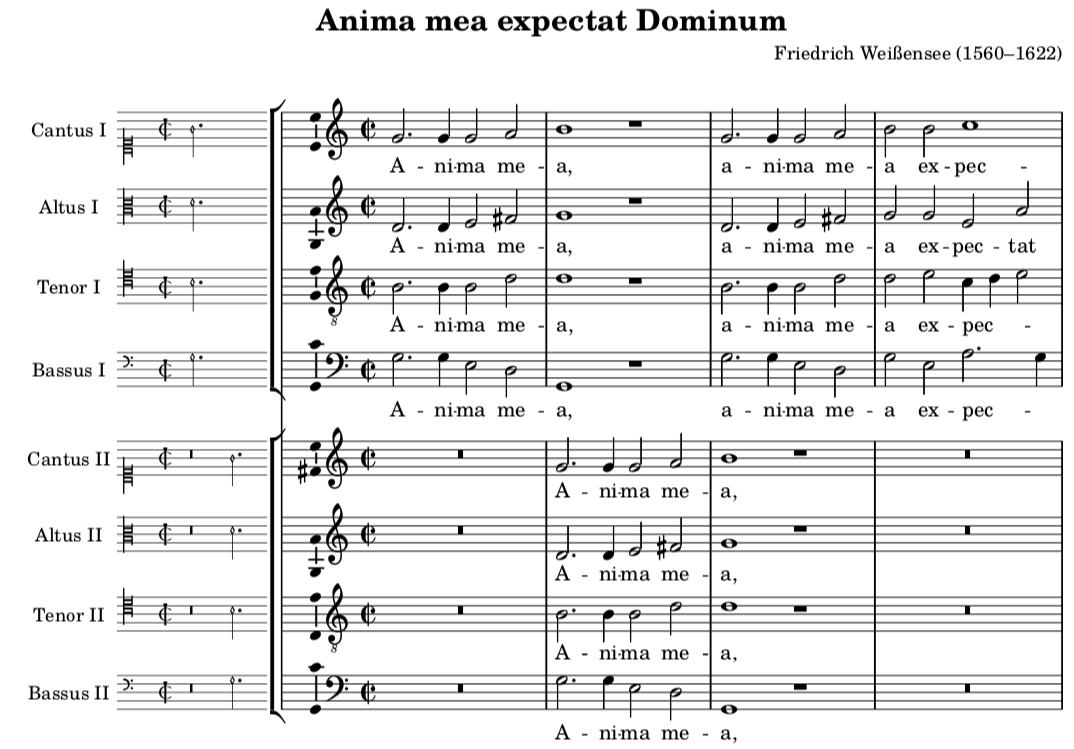 Anima mea expectat Dominum
Friedrich Weißensee (1560–1622)
Cantus I
A - ni-ma me - a, a - ni-ma me - a ex - pec -
Altus I
A - ni-ma me - a, a - ni-ma me - a ex - pec - tat
Tenor I
8
A - ni-ma me - a, a - ni-ma me - a ex - pec -
Bassus I
A - ni-ma me - a, a - ni-ma me - a ex - pec -
Cantus II
A - ni-ma me - a,
Altus II
A - ni-ma me - a,
Tenor II
8
A - ni-ma me - a,
Bassus II
A - ni-ma me - a,